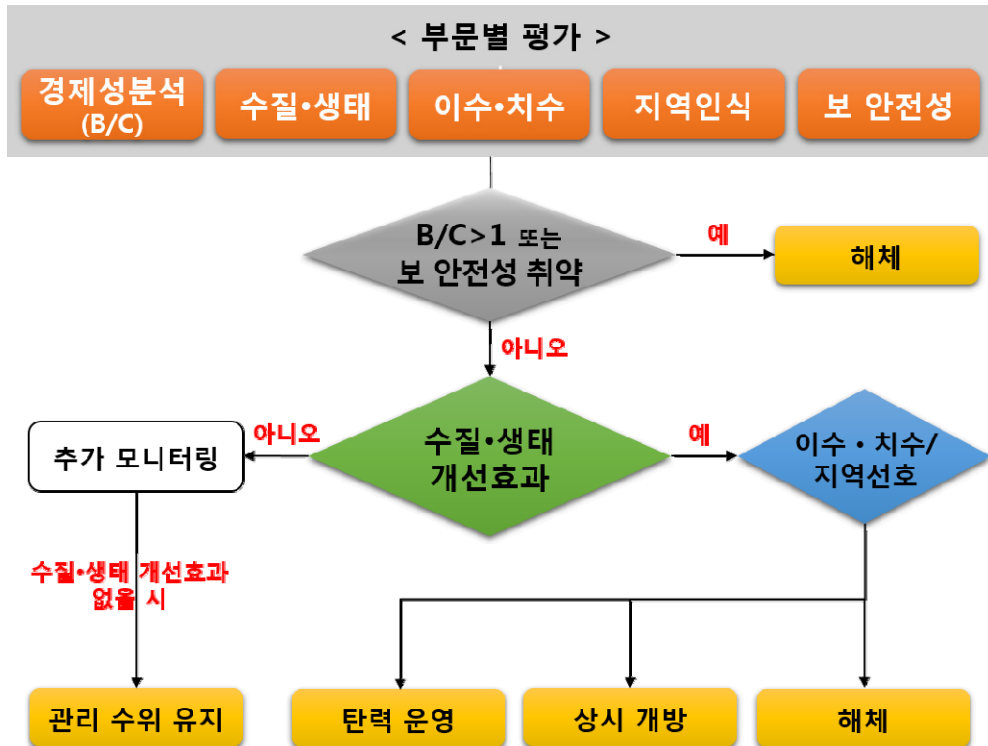 < 부문별 평가 >
경제성분석
(B/C)
수질•생태
이수•치수
지역인식
보 안전성
B/C>1 또는
보 안전성 취약
예
해체
아니오
수질•생태
개선효과
아니오
추가 모니터링
예
이수 • 치수/
지역선호
수질•생태 개선효과
없을 시
관리 수위 유지
탄력 운영
상시 개방
해체